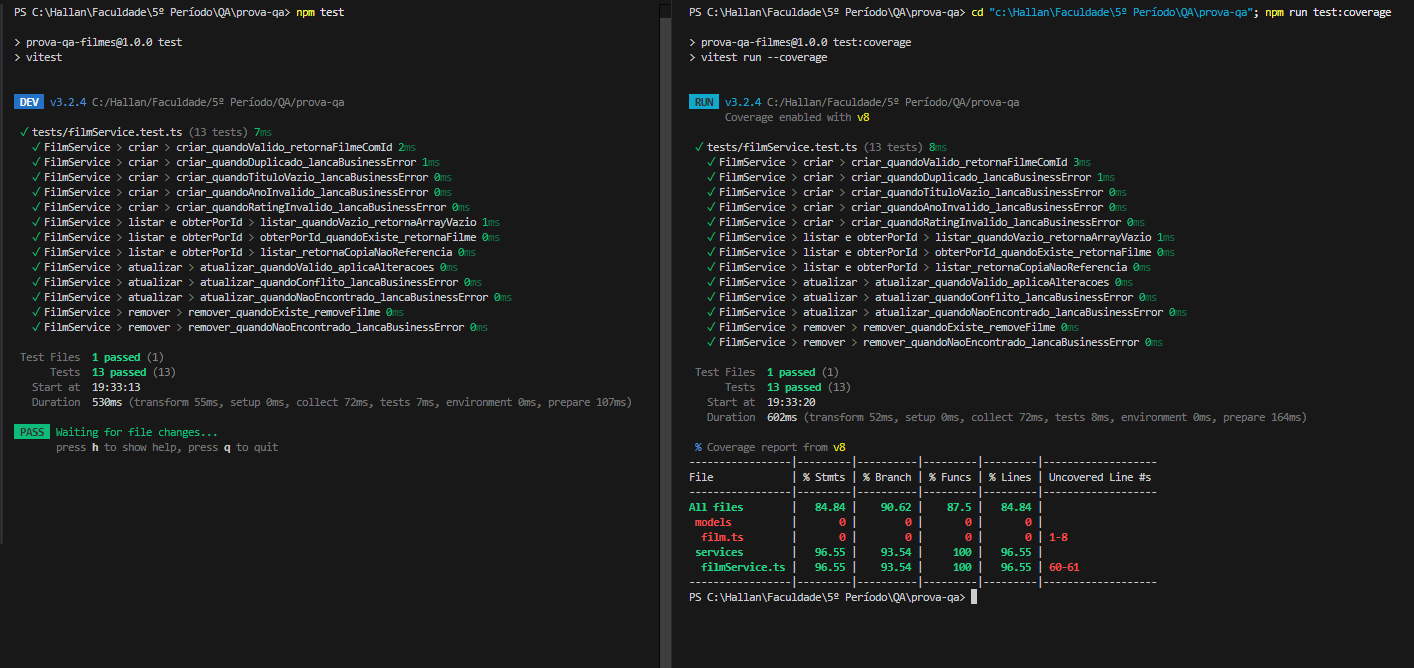 PS C:\Hallan\Faculdade\5º Período\QA\prova-qa> npm test
> prova-qa-filmes@1.0.0 test
> vitest
DEV v3.2.4 C:/Hallan/Faculdade/5º Período/QA/prova-qa
✓ tests/filmService.test.ts (13 tests) 7ms
✓ FilmService > criar > criar_quandoValido_retornaFilmeComId 2ms
✓ FilmService > criar > criar_quandoDuplicado_lancaBusinessError 1ms
✓ FilmService > criar > criar_quandoTituloVazio_lancaBusinessError 0ms
✓ FilmService > criar > criar_quandoAnoInvalido_lancaBusinessError 0ms
✓ FilmService > criar > criar_quandoRatingInvalido_lancaBusinessError 0ms
✓ FilmService > listar e obterPorId > listar_quandoVazio_retornaArrayVazio 1ms
✓ FilmService > listar e obterPorId > obterPorId_quandoExiste_retornaFilme 0ms
✓ FilmService > listar e obterPorId > listar_retornaCopiaNaoReferencia 0ms
✓ FilmService > atualizar > atualizar_quandoValido_aplicaAlteracoes 0ms
✓ FilmService > atualizar > atualizar_quandoConflito_lancaBusinessError 0ms
✓ FilmService > atualizar > atualizar_quandoNaoEncontrado_lancaBusinessError 0ms
✓ FilmService > remover > remover_quandoExiste_removeFilme 0ms
✓ FilmService > remover > remover_quandoNaoEncontrado_lancaBusinessError 0ms
Test Files 1 passed (1)
Tests 13 passed (13)
Start at 19:33:13
Duration 530ms (transform 55ms, setup 0ms, collect 72ms, tests 7ms, environment 0ms, prepare 107ms)
PASS Waiting for file changes...
press h to show help, press q to quit
PS C:\Hallan\Faculdade\5º Período\QA\prova-qa> cd "c:\Hallan\Faculdade\5º Período\QA\prova-qa"; npm run test:coverage
> prova-qa-filmes@1.0.0 test:coverage
> vitest run --coverage
RUN v3.2.4 C:/Hallan/Faculdade/5º Período/QA/prova-qa
Coverage enabled with v8
✓ tests/filmService.test.ts (13 tests) 8ms
✓ FilmService > criar > criar_quandoValido_retornaFilmeComId 3ms
✓ FilmService > criar > criar_quandoDuplicado_lancaBusinessError 1ms
✓ FilmService > criar > criar_quandoTituloVazio_lancaBusinessError 0ms
✓ FilmService > criar > criar_quandoAnoInvalido_lancaBusinessError 0ms
✓ FilmService > criar > criar_quandoRatingInvalido_lancaBusinessError 0ms
✓ FilmService > listar e obterPorId > listar_quandoVazio_retornaArrayVazio 1ms
✓ FilmService > listar e obterPorId > obterPorId_quandoExiste_retornaFilme 0ms
✓ FilmService > listar e obterPorId > listar_retornaCopiaNaoReferencia 0ms
✓ FilmService > atualizar > atualizar_quandoValido_aplicaAlteracoes 0ms
✓ FilmService > atualizar > atualizar_quandoConflito_lancaBusinessError 0ms
✓ FilmService > atualizar > atualizar_quandoNaoEncontrado_lancaBusinessError 0ms
✓ FilmService > remover > remover_quandoExiste_removeFilme 0ms
✓ FilmService > remover > remover_quandoNaoEncontrado_lancaBusinessError 0ms
Test Files 1 passed (1)
Tests 13 passed (13)
Start at 19:33:20
Duration 602ms (transform 52ms, setup 0ms, collect 72ms, tests 8ms, environment 0ms, prepare 164ms)
% Coverage report from v8
-----------------|---------|----------|---------|---------|-------------------
File | % Stmts | % Branch | % Funcs | % Lines | Uncovered Line #s
-----------------|---------|----------|---------|---------|-------------------
All files | 84.84 | 90.62 | 87.5 | 84.84 |
models | 0 | 0 | 0 | 0 |
film.ts | 0 | 0 | 0 | 0 | 1-8
services | 96.55 | 93.54 | 100 | 96.55 |
filmService.ts | 96.55 | 93.54 | 100 | 96.55 | 60-61
-----------------|---------|----------|---------|---------|-------------------
PS C:\Hallan\Faculdade\5º Período\QA\prova-qa>